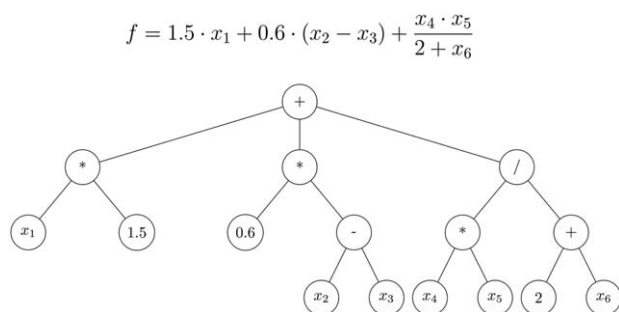 f = 1.5 · x₁ + 0.6 · (x₂ − x₃) + (x₄ · x₅)/(2 + x₆)
+
* * /
x₁ 1.5 0.6 - * +
x₂ x₃ x₄ x₅ 2 x₆